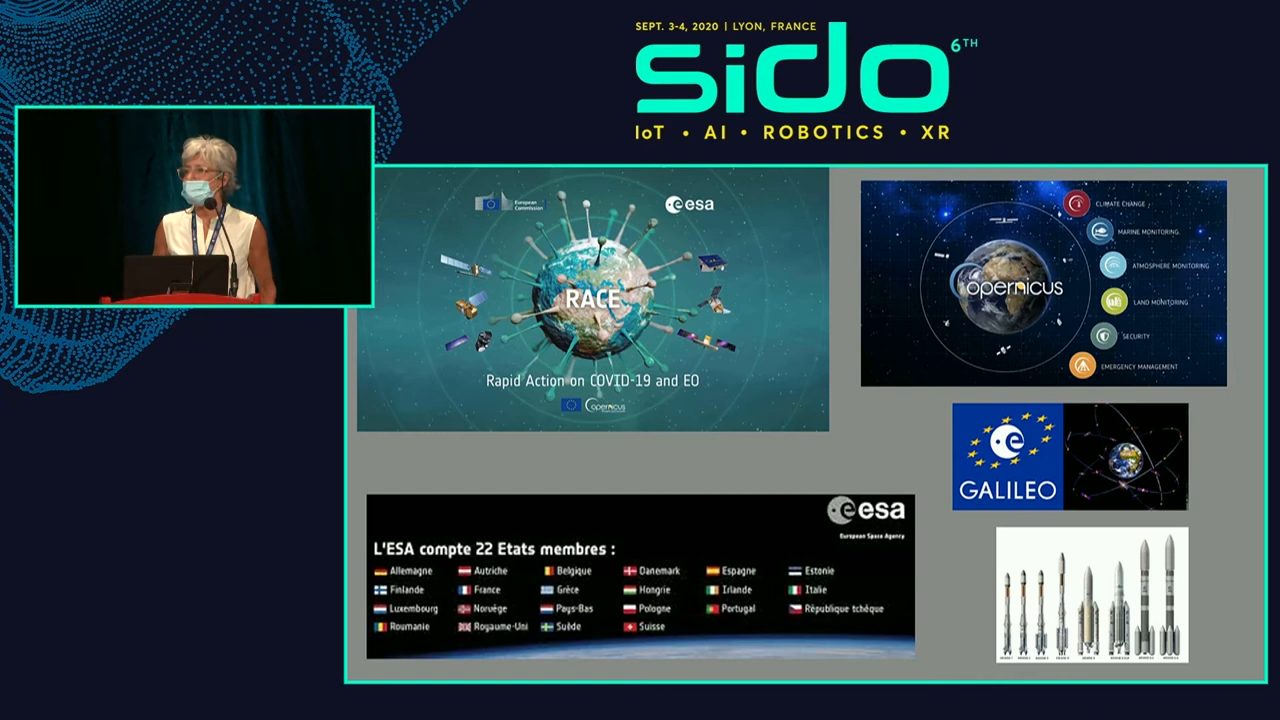 SEPT. 3-4, 2020 | LYON, FRANCE
sido 6TH
IoT • AI • ROBOTICS • XR
European
Commission
esa
RACE
Rapid Action on COVID-19 and EO
opernicus
CLIMATE CHANGE
MARINE MONITORING
ATMOSPHERE MONITORING
opernicus
LAND MONITORING
SECURITY
EMERGENCY MANAGEMENT
GALILEO
esa
European Space Agency
L'ESA compte 22 Etats membres :
Allemagne Autriche Belgique Danemark Espagne Estonie
Finlande France Grèce Hongrie Irlande Italie
Luxembourg Norvège Pays-Bas Pologne Portugal République tchèque
Roumanie Royaume-Uni Suède Suisse